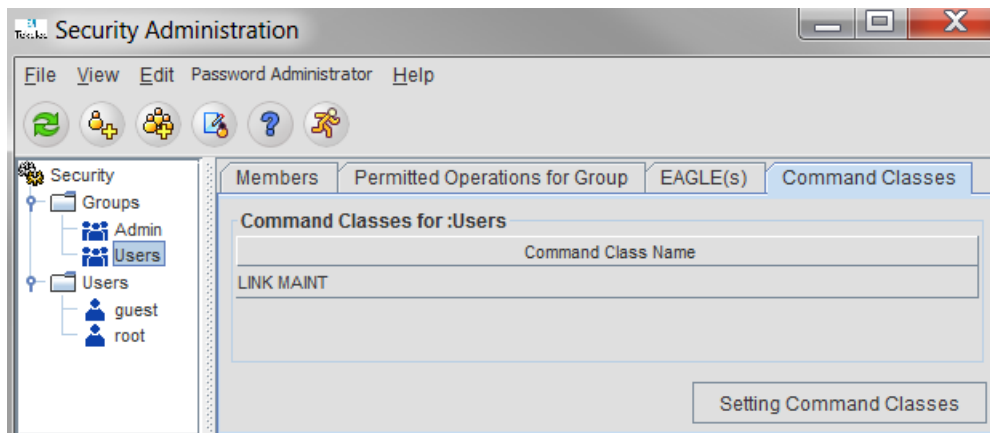 Security Administration
File View Edit Password Administrator Help
Security
Groups
Admin
Users
Users
guest
root
Members Permitted Operations for Group EAGLE(s) Command Classes
Command Classes for :Users
Command Class Name
LINK MAINT
Setting Command Classes